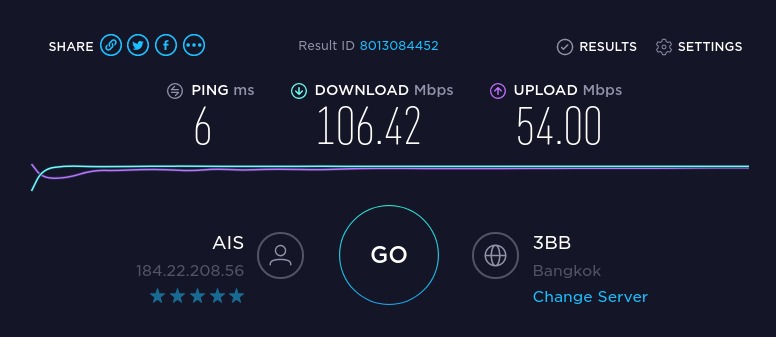 SHARE Result ID 8013084452 RESULTS SETTINGS
PING ms DOWNLOAD Mbps UPLOAD Mbps
6 106.42 54.00
AIS GO 3BB
184.22.208.56 Bangkok
Change Server